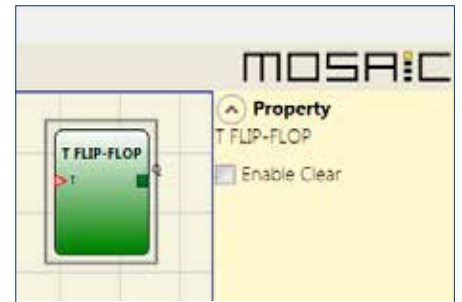 MOSAIC
Property
T FLIP-FLOP
Enable Clear
T FLIP-FLOP
T
Q